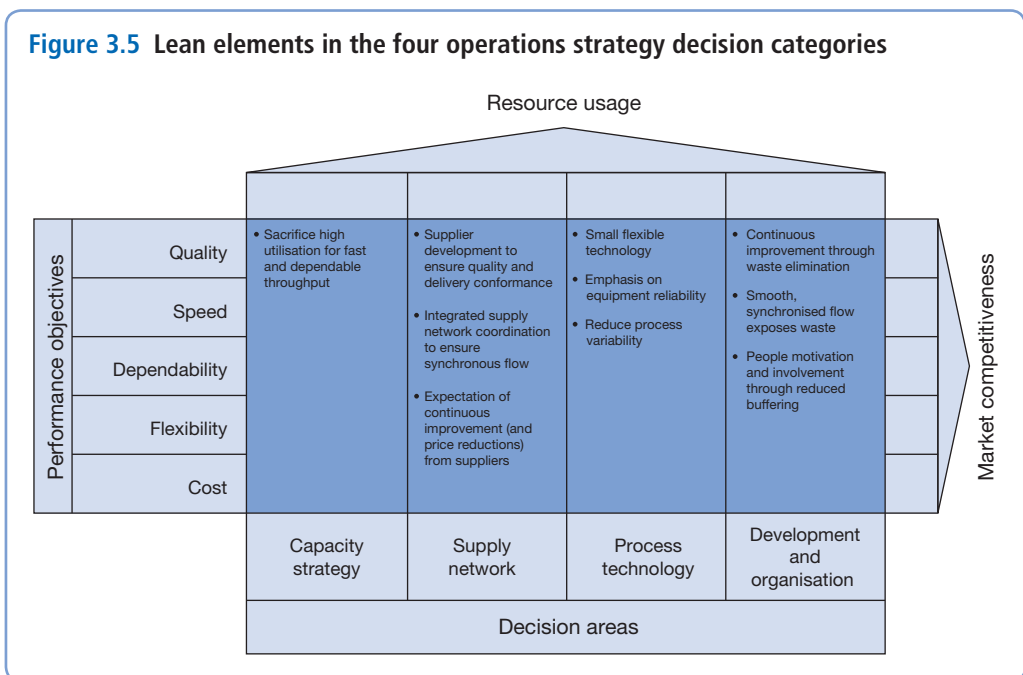 Figure 3.5 Lean elements in the four operations strategy decision categories
Resource usage
Performance objectives
Quality
Speed
Dependability
Flexibility
Cost
• Sacrifice high
utilisation for fast
and dependable
throughput
• Supplier
development to
ensure quality and
delivery conformance
• Integrated supply
network coordination
to ensure
synchronous flow
• Expectation of
continuous
improvement (and
price reductions)
from suppliers
• Small flexible
technology
• Emphasis on
equipment reliability
• Reduce process
variability
• Continuous
improvement through
waste elimination
• Smooth,
synchronised flow
exposes waste
• People motivation
and involvement
through reduced
buffering
Market competitiveness
Capacity
strategy
Supply
network
Process
technology
Development
and
organisation
Decision areas